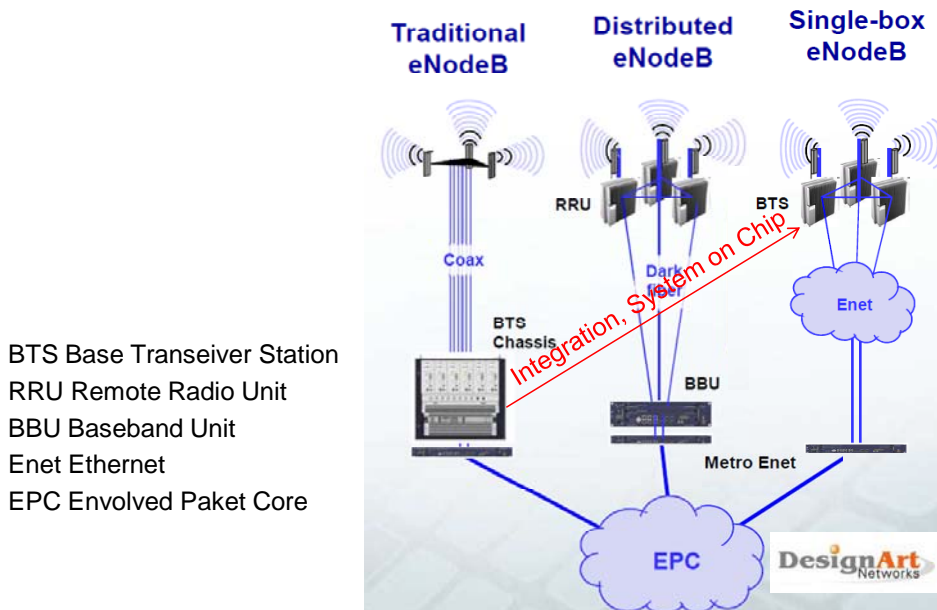 Traditional
eNodeB
Distributed
eNodeB
Single-box
eNodeB
RRU
BTS
Coax
Dark
fiber
Enet
Integration, System on Chip
BTS
Chassis
BBU
Metro Enet
EPC
BTS Base Transeiver Station
RRU Remote Radio Unit
BBU Baseband Unit
Enet Ethernet
EPC Envolved Paket Core
DesignArt
Networks